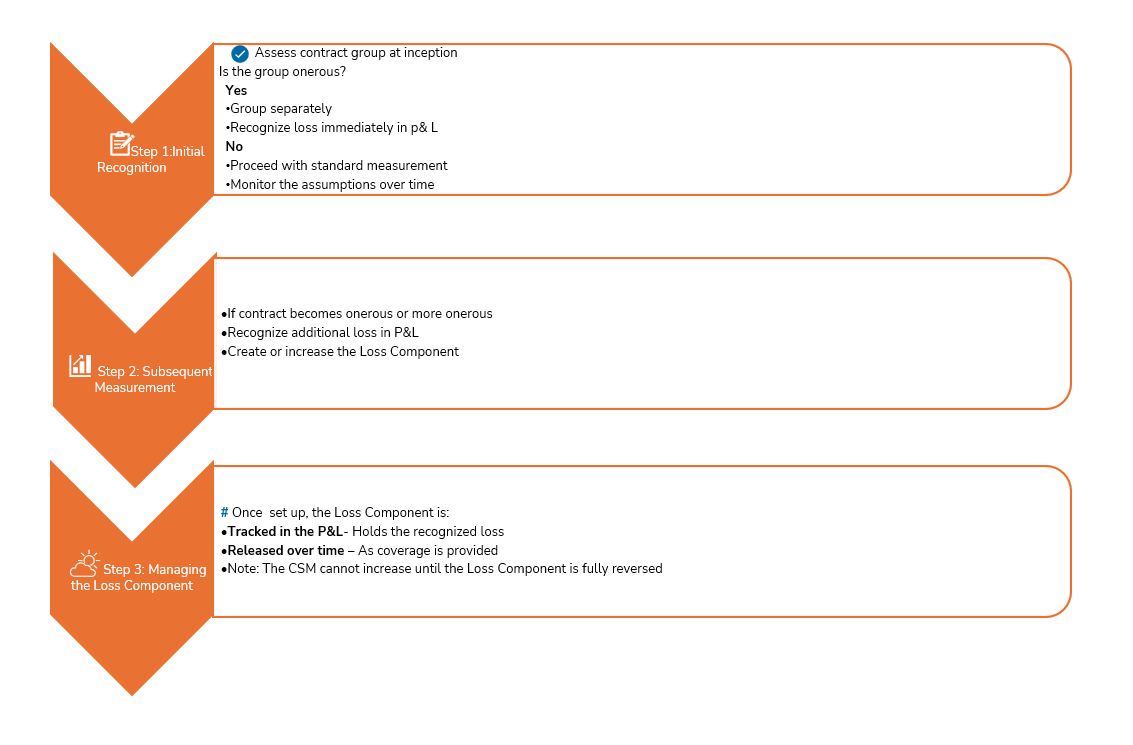 Assess contract group at inception
Is the group onerous?
Yes
•Group separately
•Recognize loss immediately in p& L
No
•Proceed with standard measurement
•Monitor the assumptions over time
Step 1:Initial
Recognition
•If contract becomes onerous or more onerous
•Recognize additional loss in P&L
•Create or increase the Loss Component
Step 2: Subsequent
Measurement
# Once  set up, the Loss Component is:
•Tracked in the P&L- Holds the recognized loss
•Released over time – As coverage is provided
•Note: The CSM cannot increase until the Loss Component is fully reversed
Step 3: Managing
the Loss Component